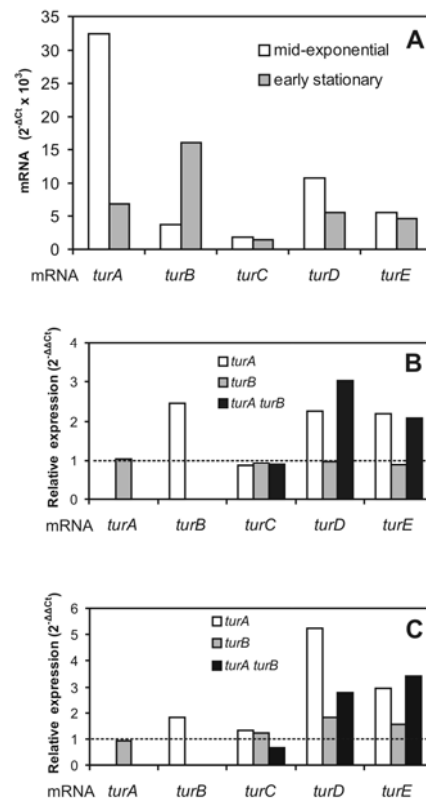 A
mid-exponential
early stationary
mRNA (2^-ΔCt x 10^3)
35
30
25
20
15
10
5
0
mRNA turA turB turC turD turE
B
turA
turB
turA turB
Relative expression (2^-ΔΔCt)
4
3
2
1
0
mRNA turA turB turC turD turE
C
turA
turB
turA turB
Relative expression (2^-ΔΔCt)
6
5
4
3
2
1
0
mRNA turA turB turC turD turE